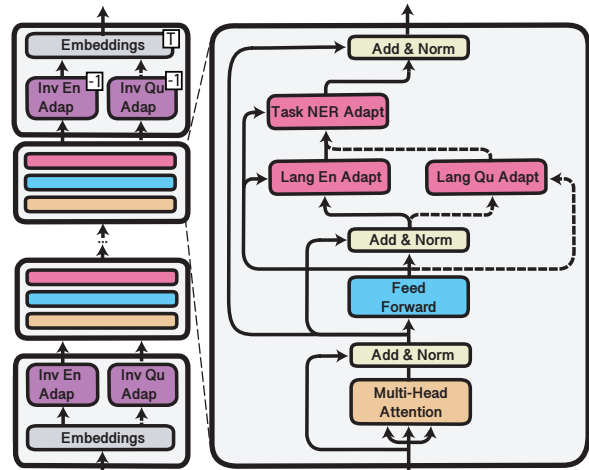 Embeddings
T
Inv En
Adap
-1
Inv Qu
Adap
-1
...
Inv En
Adap
Inv Qu
Adap
Embeddings
Add & Norm
Task NER Adapt
Lang En Adapt
Lang Qu Adapt
Add & Norm
Feed
Forward
Add & Norm
Multi-Head
Attention